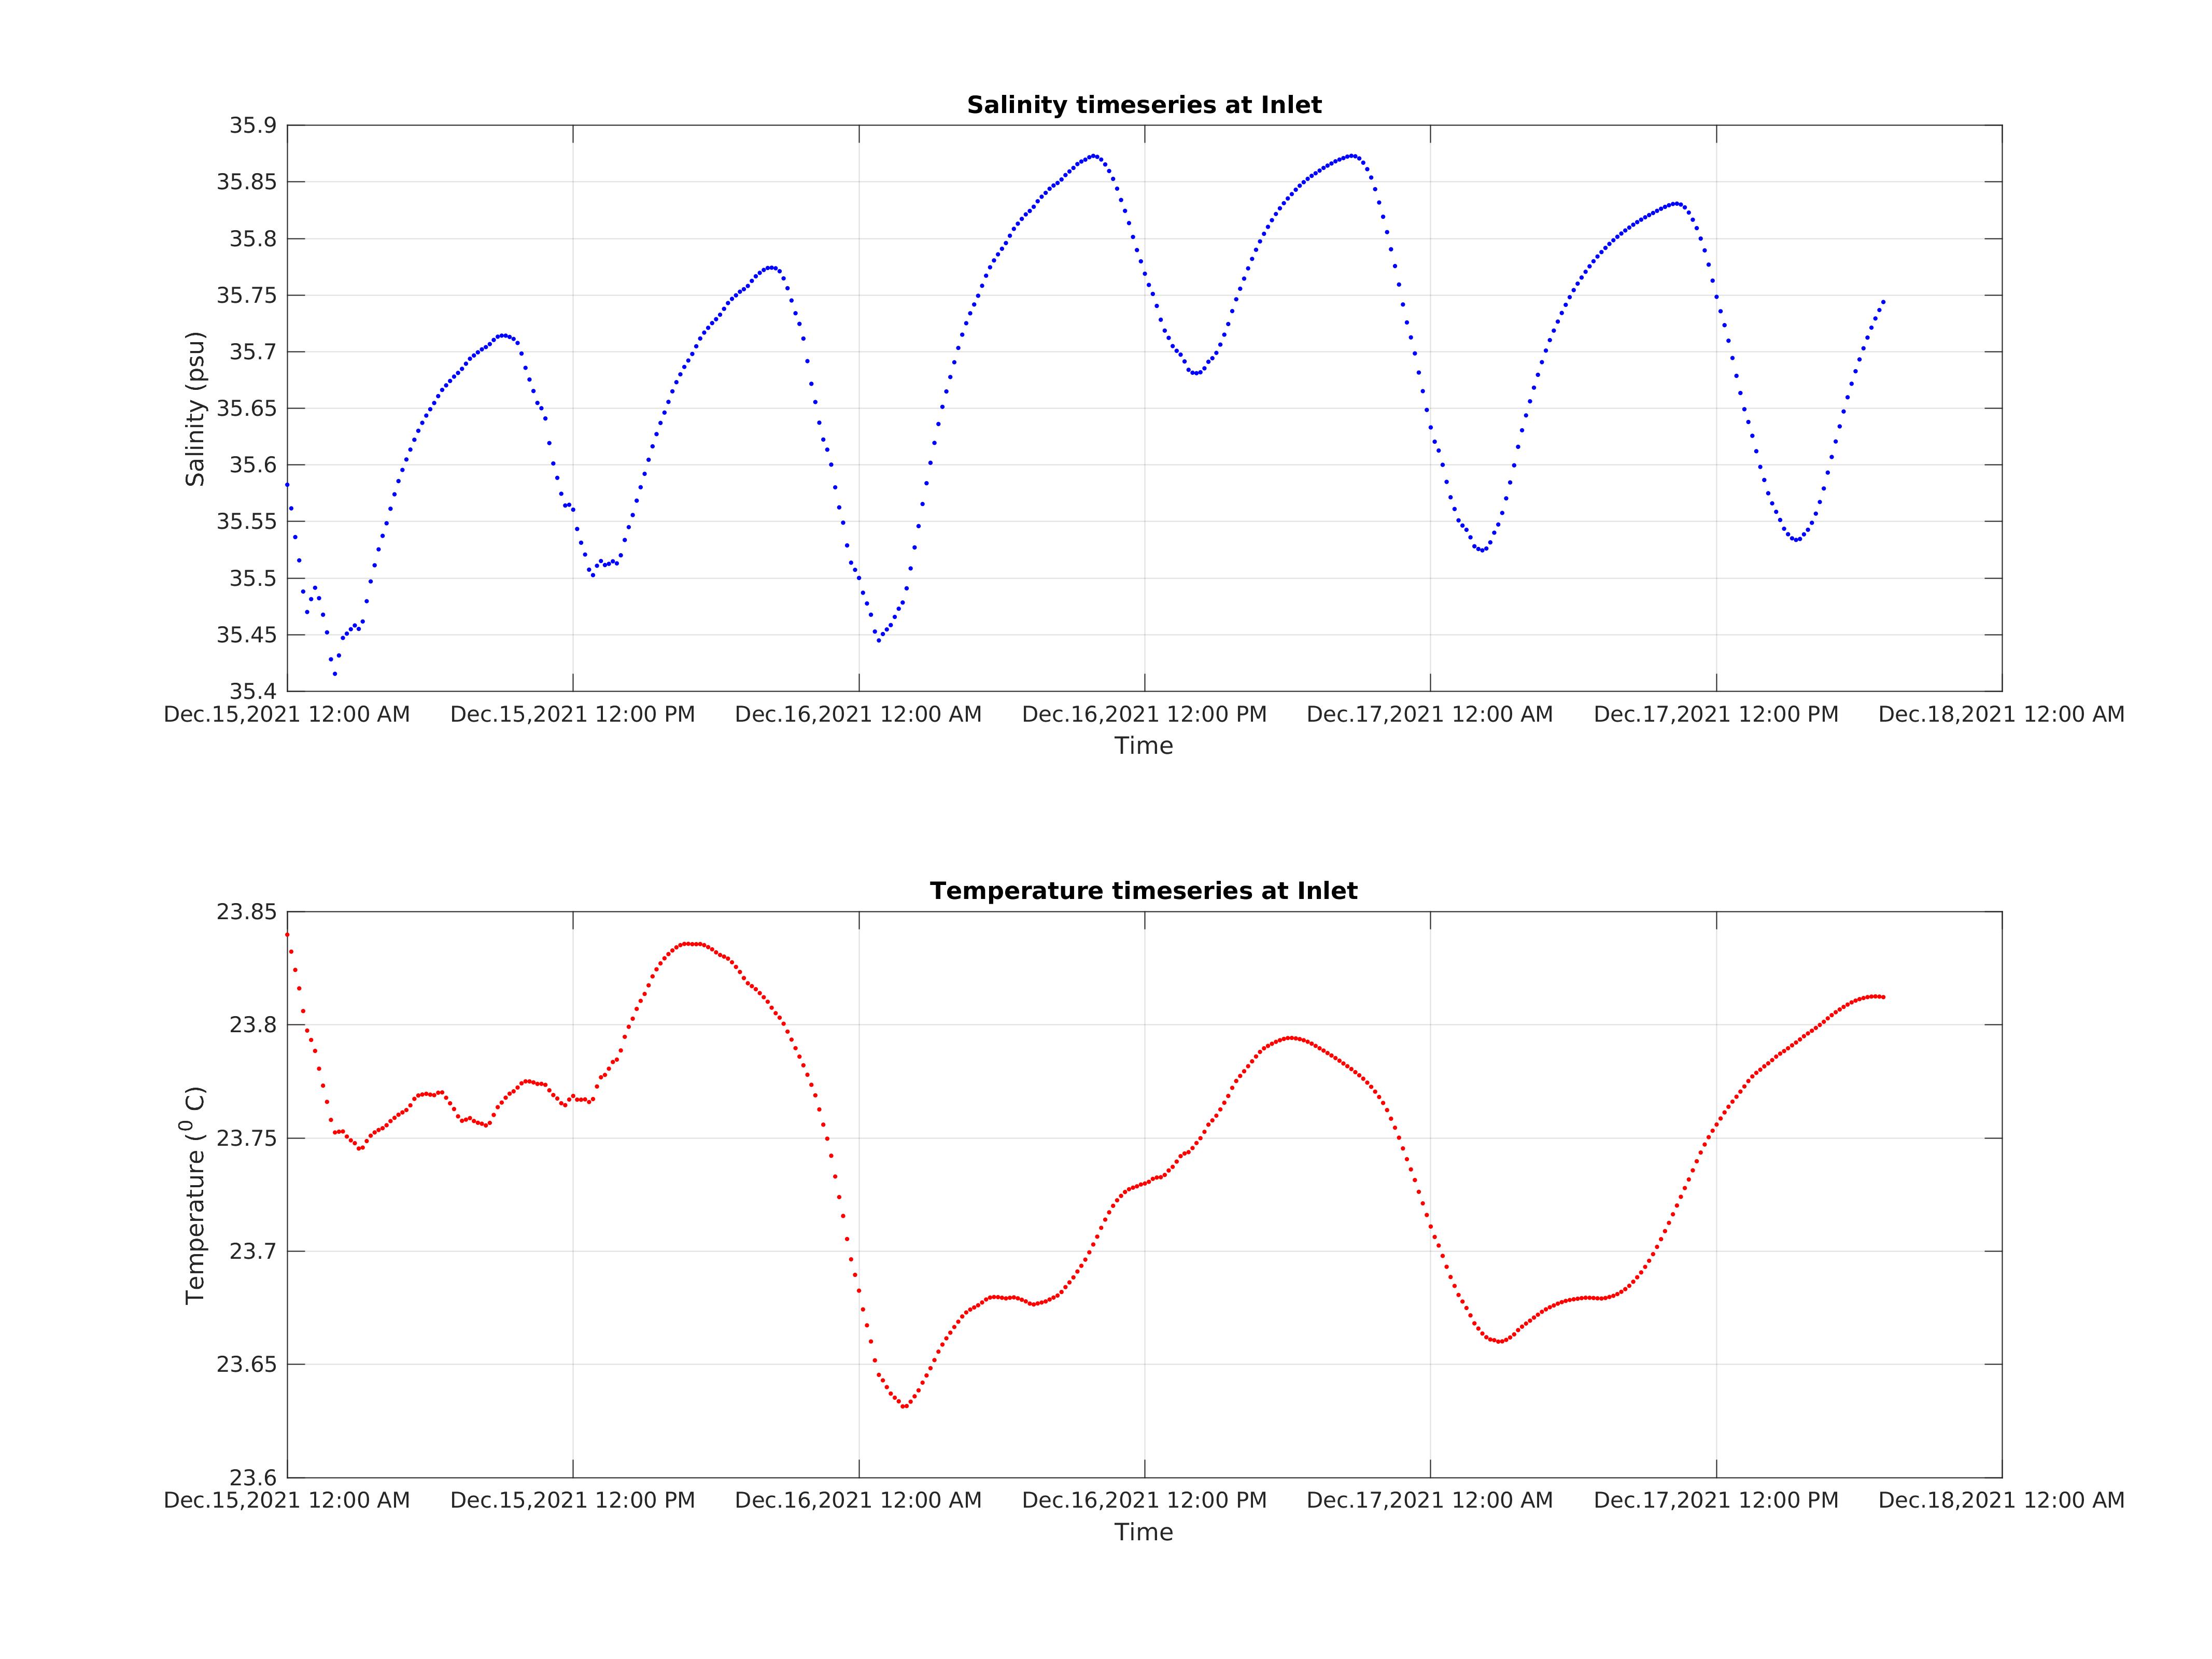 Salinity timeseries at Inlet
35.9
35.85
35.8
35.75
35.7
35.65
35.6
35.55
35.5
35.45
35.4
Salinity (psu)
Dec.15,2021 12:00 AM Dec.15,2021 12:00 PM Dec.16,2021 12:00 AM Dec.16,2021 12:00 PM Dec.17,2021 12:00 AM Dec.17,2021 12:00 PM Dec.18,2021 12:00 AM
Time
Temperature timeseries at Inlet
23.85
23.8
23.75
23.7
23.65
23.6
Temperature (⁰ C)
Dec.15,2021 12:00 AM Dec.15,2021 12:00 PM Dec.16,2021 12:00 AM Dec.16,2021 12:00 PM Dec.17,2021 12:00 AM Dec.17,2021 12:00 PM Dec.18,2021 12:00 AM
Time